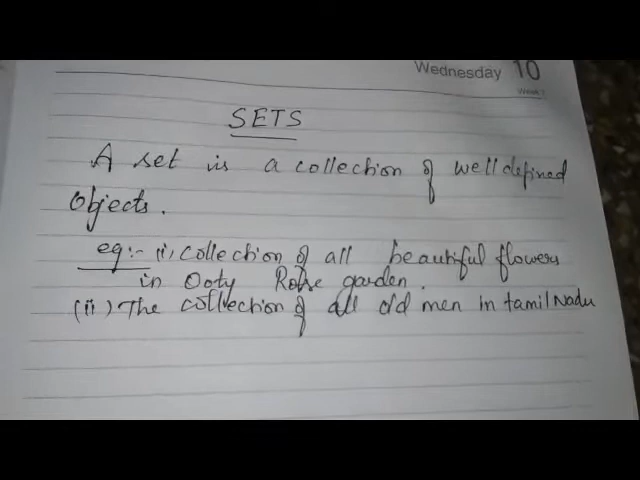 Wednesday 10
Week
SETS
A set is a collection of well defined
Objects.
eg:- (i) collection of all beautiful flowers
in Ooty Rose garden.
(ii) The collection of all old men in tamil Nadu